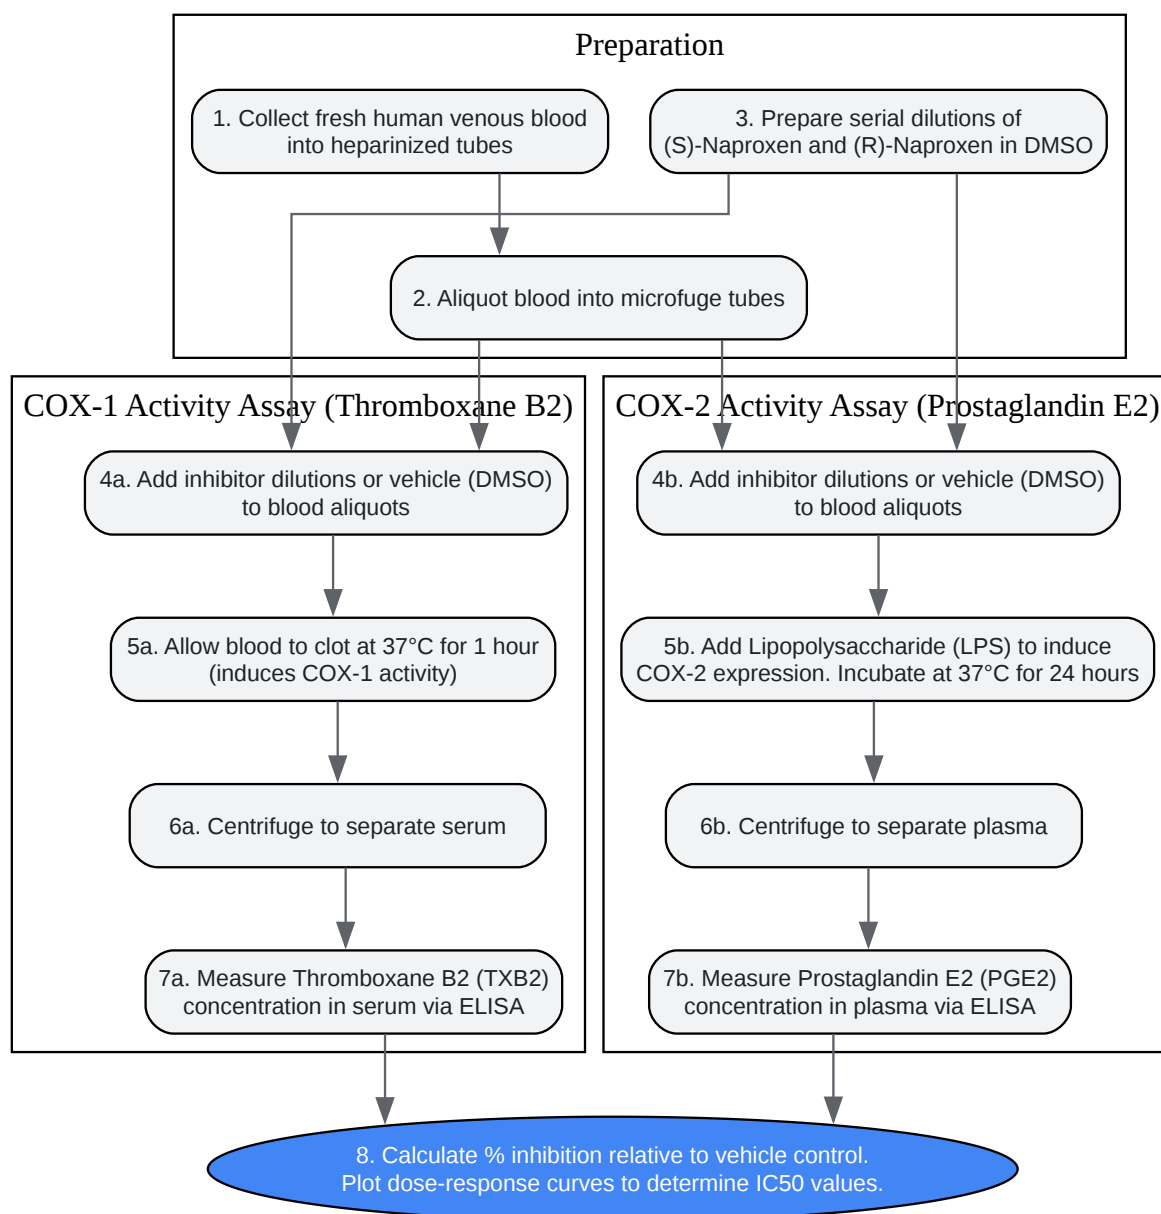 Preparation
1. Collect fresh human venous blood
into heparinized tubes
3. Prepare serial dilutions of
(S)-Naproxen and (R)-Naproxen in DMSO
2. Aliquot blood into microfuge tubes
COX-1 Activity Assay (Thromboxane B2)
4a. Add inhibitor dilutions or vehicle (DMSO)
to blood aliquots
5a. Allow blood to clot at 37°C for 1 hour
(induces COX-1 activity)
6a. Centrifuge to separate serum
7a. Measure Thromboxane B2 (TXB2)
concentration in serum via ELISA
COX-2 Activity Assay (Prostaglandin E2)
4b. Add inhibitor dilutions or vehicle (DMSO)
to blood aliquots
5b. Add Lipopolysaccharide (LPS) to induce
COX-2 expression. Incubate at 37°C for 24 hours
6b. Centrifuge to separate plasma
7b. Measure Prostaglandin E2 (PGE2)
concentration in plasma via ELISA
8. Calculate % inhibition relative to vehicle control.
Plot dose-response curves to determine IC50 values.